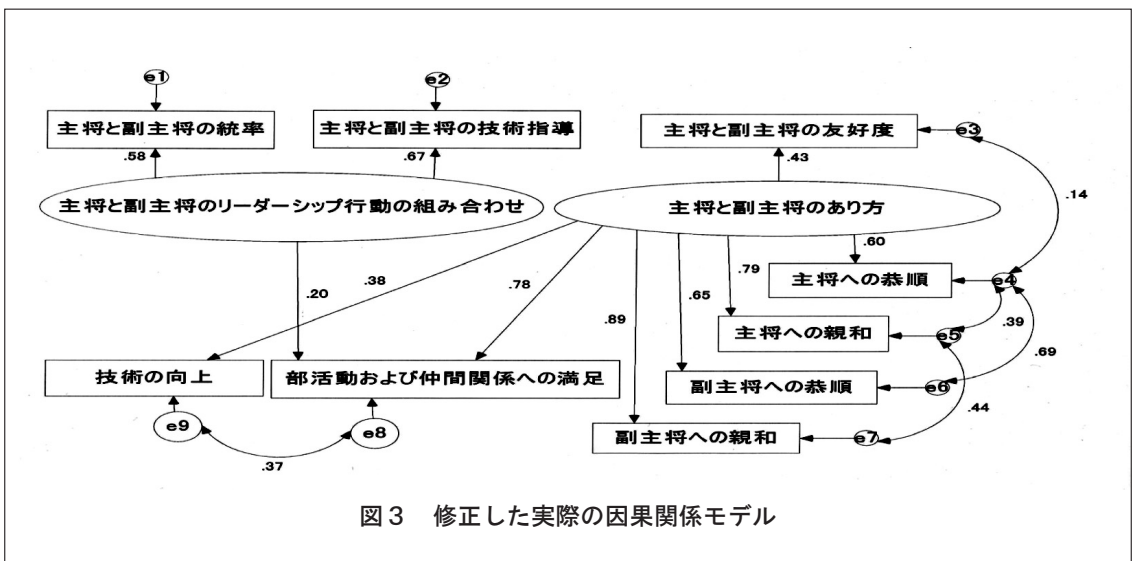 e1
e2
主将と副主将の統率
主将と副主将の技術指導
主将と副主将の友好度
e3
.58
.67
.43
.14
主将と副主将のリーダーシップ行動の組み合わせ
主将と副主将のあり方
.60
.38
.78
.79
主将への恭順
e4
.20
.65
.89
.39
主将への親和
e5
.69
技術の向上
部活動および仲間関係への満足
副主将への恭順
e6
.44
e9
e8
副主将への親和
e7
.37
図3 修正した実際の因果関係モデル